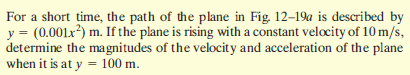 For a short time, the path of the plane in Fig. 12–19a is described by
y = (0.001x²) m. If the plane is rising with a constant velocity of 10 m/s,
determine the magnitudes of the velocity and acceleration of the plane
when it is at y = 100 m.